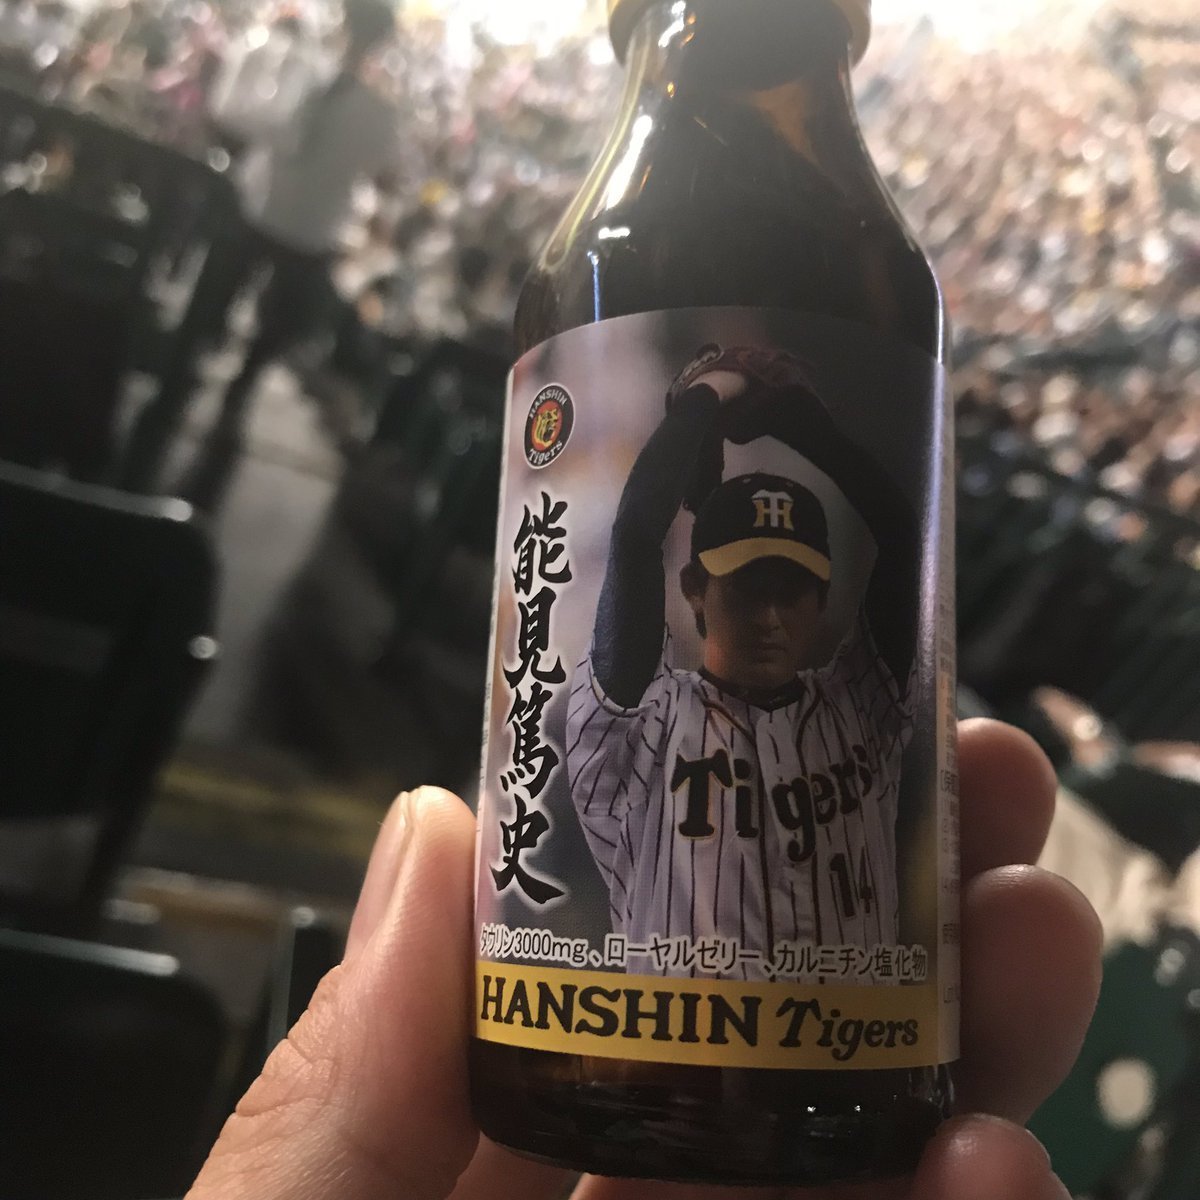 HANSHIN
Tigers
能見篤史
TH
Tigers
14
タウリン3000mg、ローヤルゼリー、カルニチン塩化物
HANSHIN Tigers